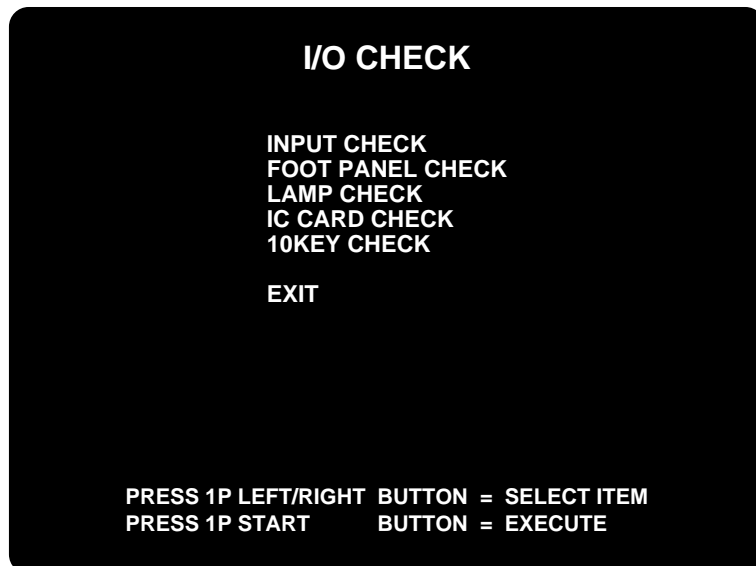 I/O CHECK
INPUT CHECK
FOOT PANEL CHECK
LAMP CHECK
IC CARD CHECK
10KEY CHECK
EXIT
PRESS 1P LEFT/RIGHT BUTTON = SELECT ITEM
PRESS 1P START BUTTON = EXECUTE